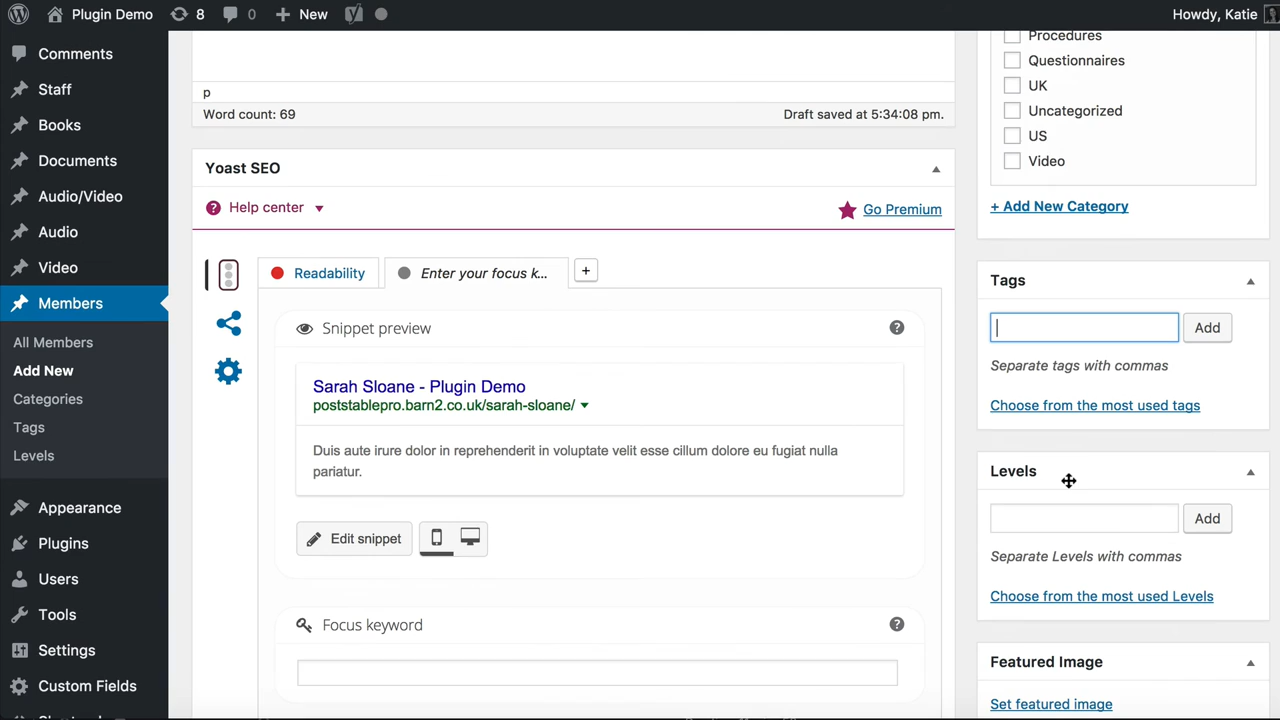 Plugin Demo 8 0 New Howdy, Katie
Comments
Staff
Books
Documents
Audio/Video
Audio
Video
Members
All Members
Add New
Categories
Tags
Levels
Appearance
Plugins
Users
Tools
Settings
Custom Fields
p
Word count: 69 Draft saved at 5:34:08 pm.
Yoast SEO
Help center Go Premium
Readability Enter your focus k... +
Snippet preview
Sarah Sloane - Plugin Demo
poststablepro.barn2.co.uk/sarah-sloane/
Duis aute irure dolor in reprehenderit in voluptate velit esse cillum dolore eu fugiat nulla
pariatur.
Edit snippet
Focus keyword
Procedures
Questionnaires
UK
Uncategorized
US
Video
+ Add New Category
Tags
Add
Separate tags with commas
Choose from the most used tags
Levels
Add
Separate Levels with commas
Choose from the most used Levels
Featured Image
Set featured image